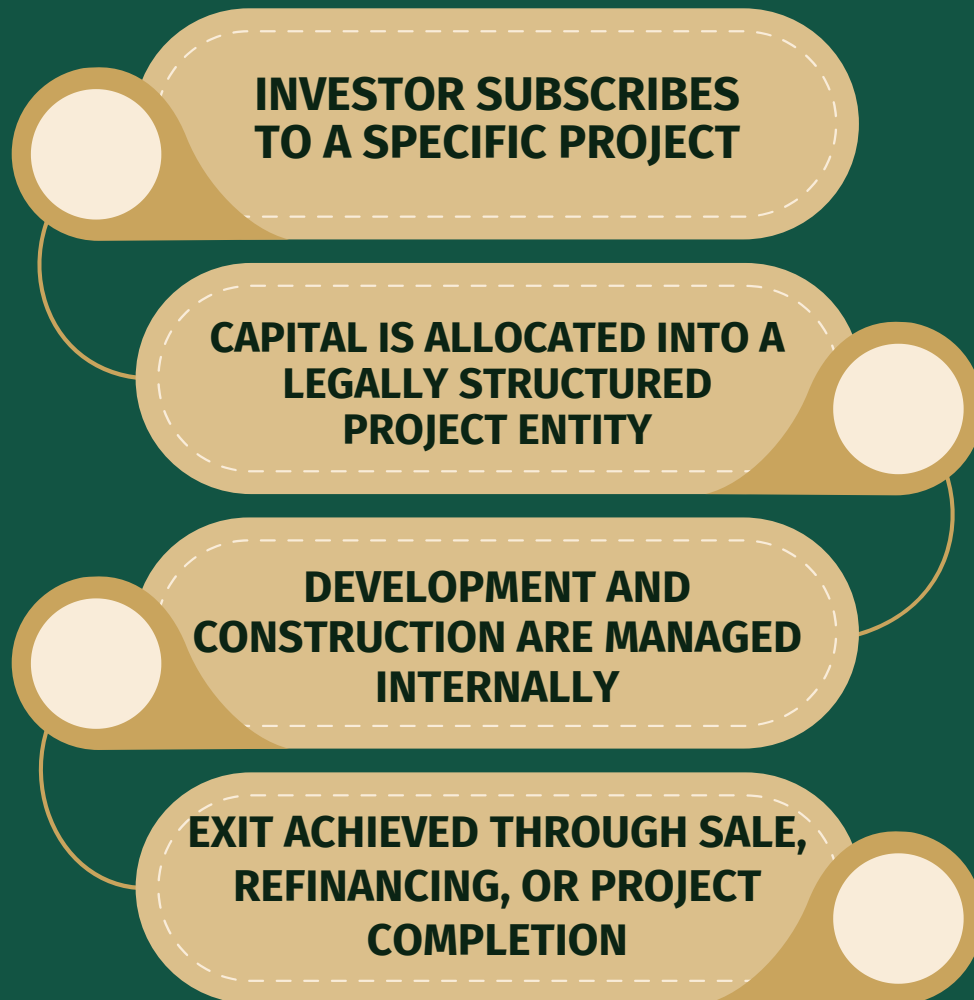 INVESTOR SUBSCRIBES
TO A SPECIFIC PROJECT
CAPITAL IS ALLOCATED INTO A
LEGALLY STRUCTURED
PROJECT ENTITY
DEVELOPMENT AND
CONSTRUCTION ARE MANAGED
INTERNALLY
EXIT ACHIEVED THROUGH SALE,
REFINANCING, OR PROJECT
COMPLETION